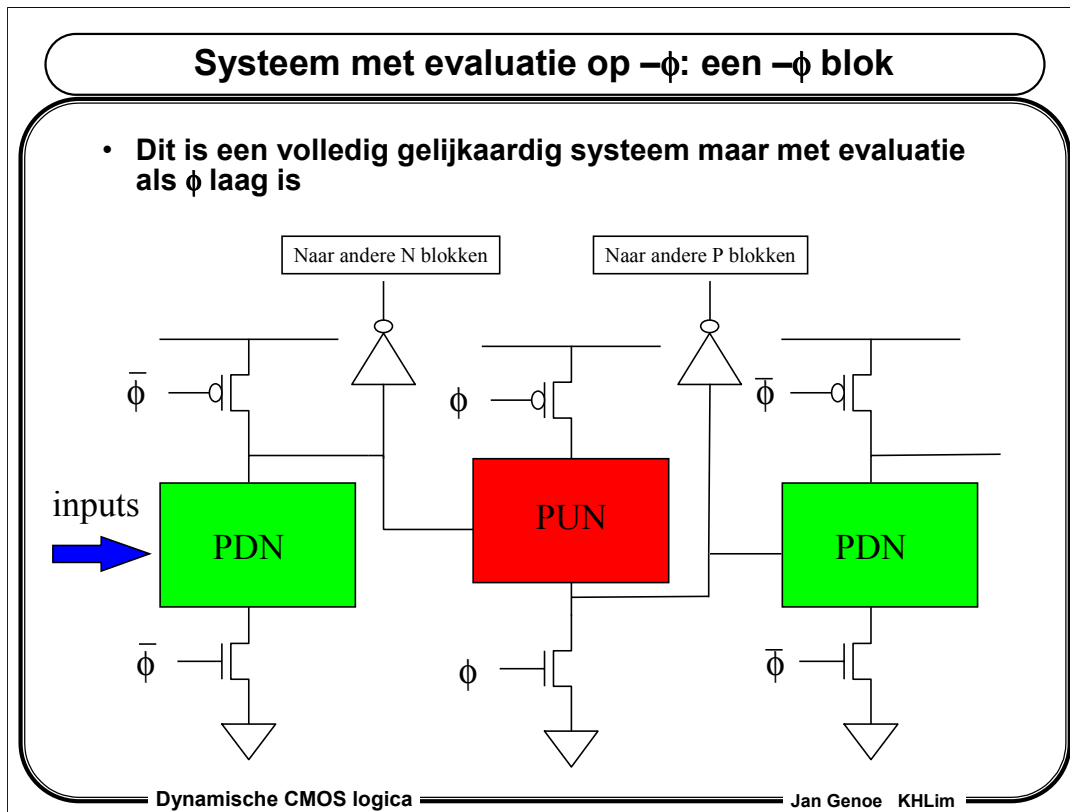 Systeem met evaluatie op –ϕ: een –ϕ blok
• Dit is een volledig gelijkaardig systeem maar met evaluatie
als ϕ laag is
Naar andere N blokken
Naar andere P blokken
ϕ̅
ϕ
ϕ̅
inputs
PDN
PUN
PDN
ϕ̅
ϕ
ϕ̅
Dynamische CMOS logica
Jan Genoe KHLim